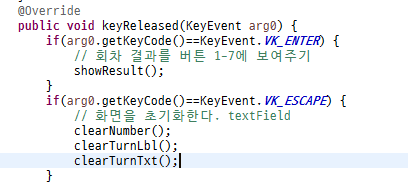 @Override
public void keyReleased(KeyEvent arg0) {
if(arg0.getKeyCode()==KeyEvent.VK_ENTER) {
// 회차 결과를 버튼 1-7에 보여주기
showResult();
}
if(arg0.getKeyCode()==KeyEvent.VK_ESCAPE) {
// 화면을 초기화한다. textField
clearNumber();
clearTurnLbl();
clearTurnTxt();
}